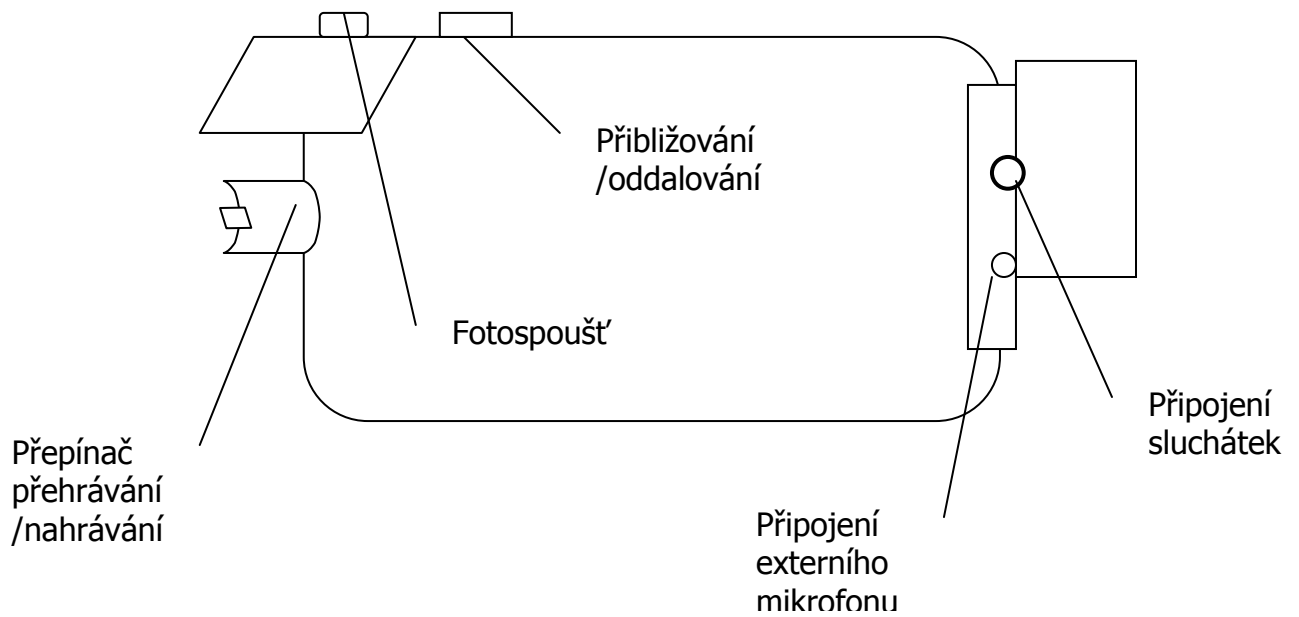 Přibližování
/oddalování
Fotospoušť
Připojení
sluchátek
Přepínač
přehrávání
/nahrávání
Připojení
externího
mikrofonu